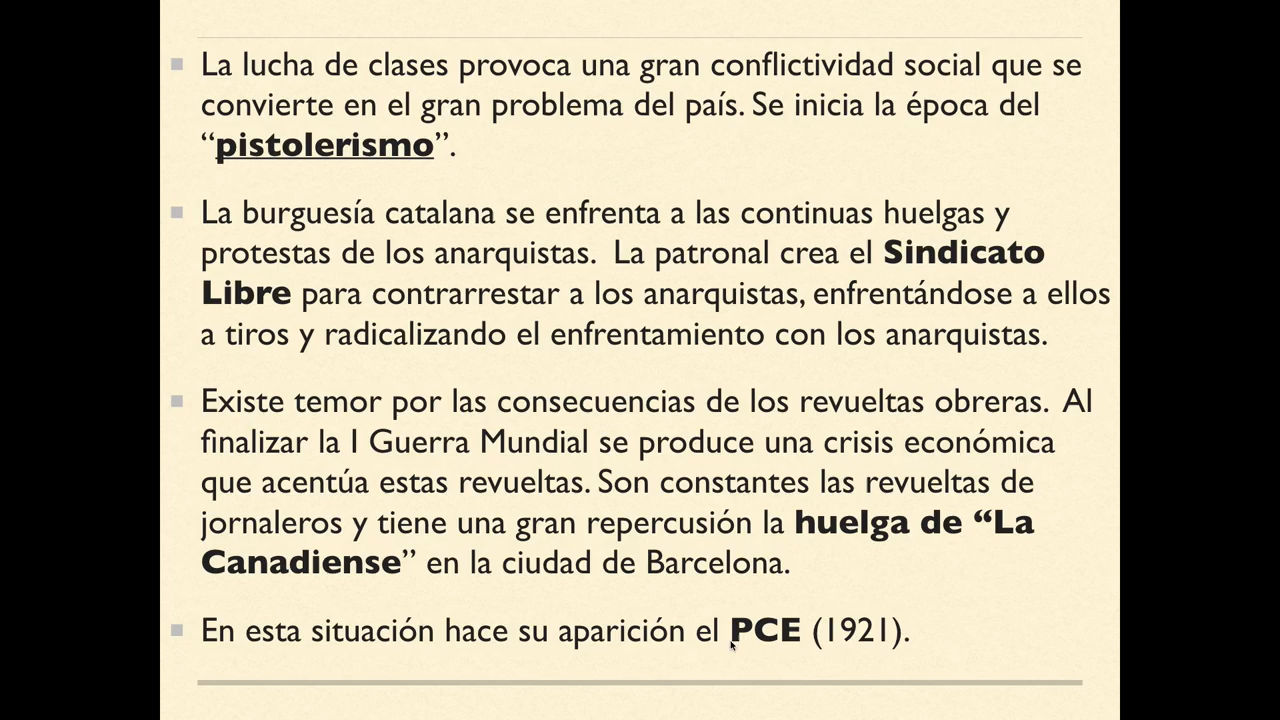 La lucha de clases provoca una gran conflictividad social que se
convierte en el gran problema del país. Se inicia la época del
“pistolerismo”.
La burguesía catalana se enfrenta a las continuas huelgas y
protestas de los anarquistas. La patronal crea el Sindicato
Libre para contrarrestar a los anarquistas, enfrentándose a ellos
a tiros y radicalizando el enfrentamiento con los anarquistas.
Existe temor por las consecuencias de los revueltas obreras. Al
finalizar la I Guerra Mundial se produce una crisis económica
que acentúa estas revueltas. Son constantes las revueltas de
jornaleros y tiene una gran repercusión la huelga de “La
Canadiense” en la ciudad de Barcelona.
En esta situación hace su aparición el PCE (1921).